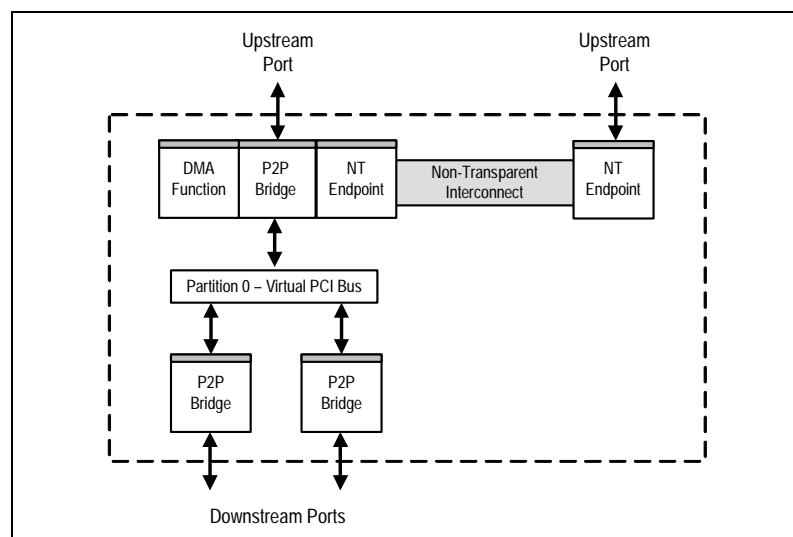 Upstream
Port
Upstream
Port
DMA
Function
P2P
Bridge
NT
Endpoint
Non-Transparent
Interconnect
NT
Endpoint
Partition 0 – Virtual PCI Bus
P2P
Bridge
P2P
Bridge
Downstream Ports